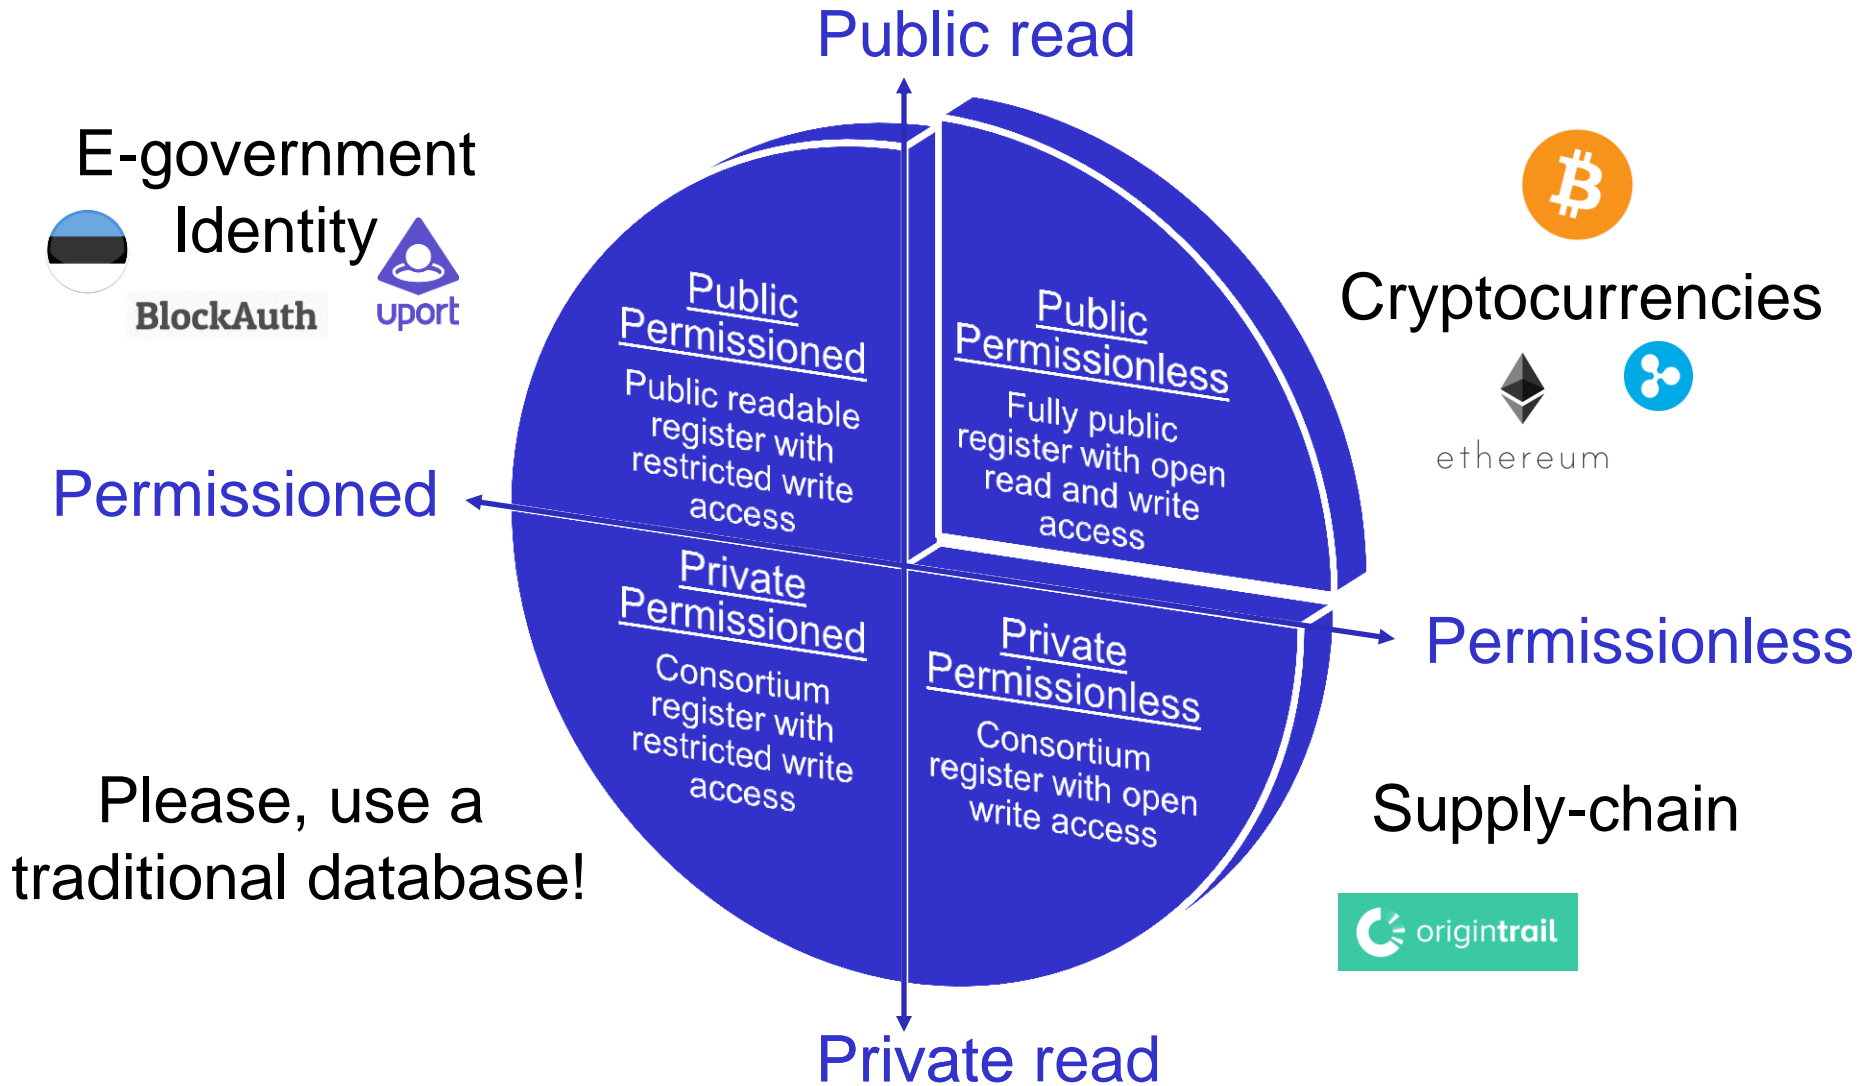 Public read
E-government
Identity
BlockAuth
uport
Cryptocurrencies
ethereum
Permissioned
Permissionless
Public
Permissioned
Public readable
register with
restricted write
access
Public
Permissionless
Fully public
register with open
read and write
access
Private
Permissioned
Consortium
register with
restricted write
access
Private
Permissionless
Consortium
register with open
write access
Please, use a
traditional database!
Supply-chain
origintrail
Private read